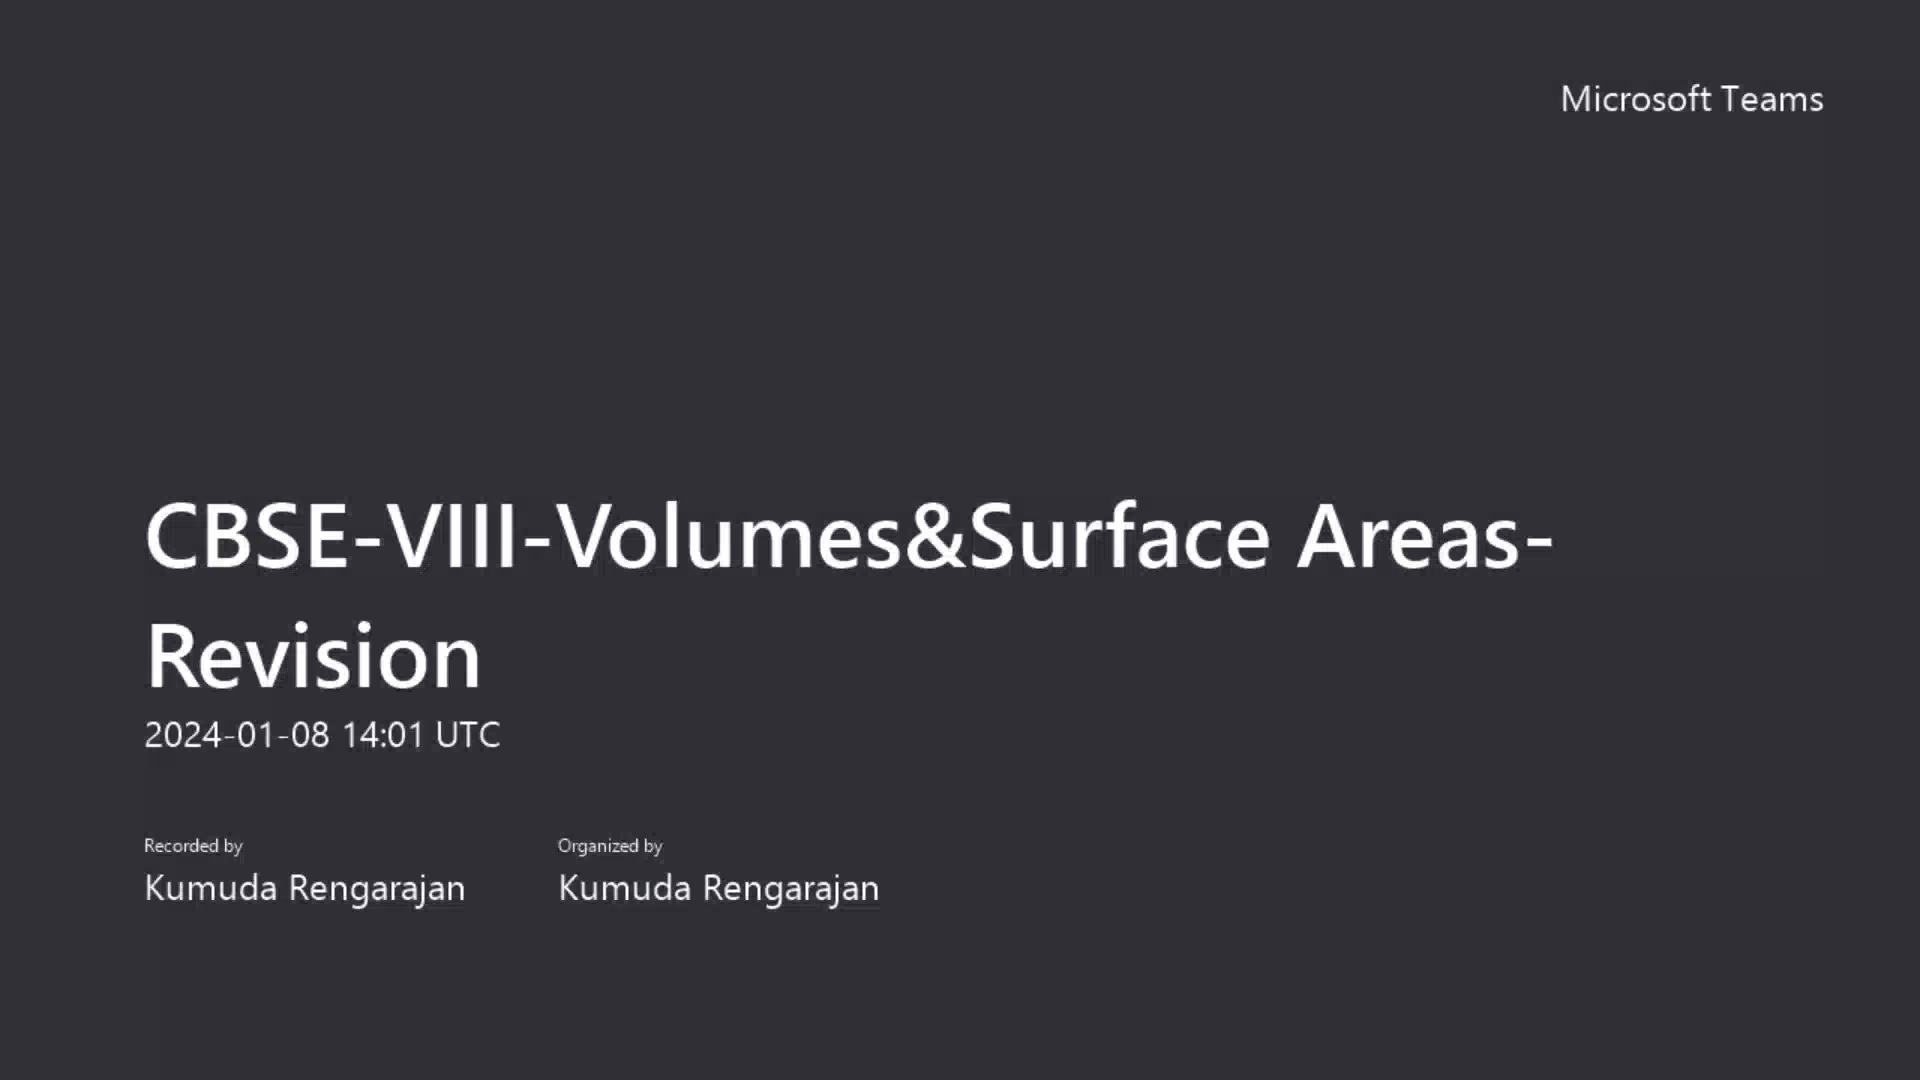 Microsoft Teams
CBSE-VIII-Volumes&Surface Areas-
Revision
2024-01-08 14:01 UTC
Recorded by
Kumuda Rengarajan
Organized by
Kumuda Rengarajan